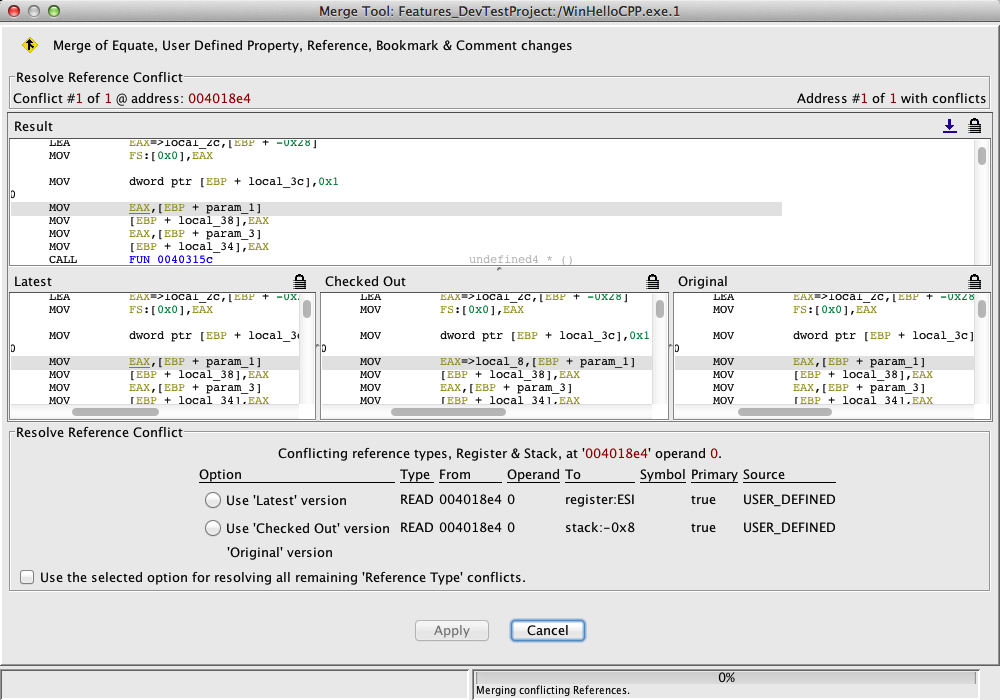 Merge Tool: Features_DevTestProject:/WinHelloCPP.exe.1
Merge of Equate, User Defined Property, Reference, Bookmark & Comment changes
Resolve Reference Conflict
Conflict #1 of 1 @ address: 004018e4 Address #1 of 1 with conflicts
Result
LEA EAX=>local_2c,[EBP + -0x28]
MOV FS:[0x0],EAX
MOV dword ptr [EBP + local_3c],0x1
0
MOV EAX,[EBP + param_1]
MOV [EBP + local_38],EAX
MOV EAX,[EBP + param_3]
MOV [EBP + local_34],EAX
CALL FUN_0040315c undefined4 * ()
Latest
LEA EAX=>local_2c,[EBP + -0x
MOV FS:[0x0],EAX
MOV dword ptr [EBP + local_3c
0
MOV EAX,[EBP + param_1]
MOV [EBP + local_38],EAX
MOV EAX,[EBP + param_3]
MOV [EBP + local_34],EAX
Checked Out
LEA EAX=>local_2c,[EBP + -0x28]
MOV FS:[0x0],EAX
MOV dword ptr [EBP + local_3c],0x1
0
MOV EAX=>local_8,[EBP + param_1]
MOV [EBP + local_38],EAX
MOV EAX,[EBP + param_3]
MOV [EBP + local_34],EAX
Original
LEA EAX=>local_2c,[EBP + -0x28
MOV FS:[0x0],EAX
MOV dword ptr [EBP + local_3c]
0
MOV EAX,[EBP + param_1]
MOV [EBP + local_38],EAX
MOV EAX,[EBP + param_3]
MOV [EBP + local_34],EAX
Resolve Reference Conflict
Conflicting reference types, Register & Stack, at '004018e4' operand 0.
Option Type From Operand To Symbol Primary Source
Use 'Latest' version READ 004018e4 0 register:ESI true USER_DEFINED
Use 'Checked Out' version READ 004018e4 0 stack:-0x8 true USER_DEFINED
'Original' version
Use the selected option for resolving all remaining 'Reference Type' conflicts.
Apply Cancel
0%
Merging conflicting References.